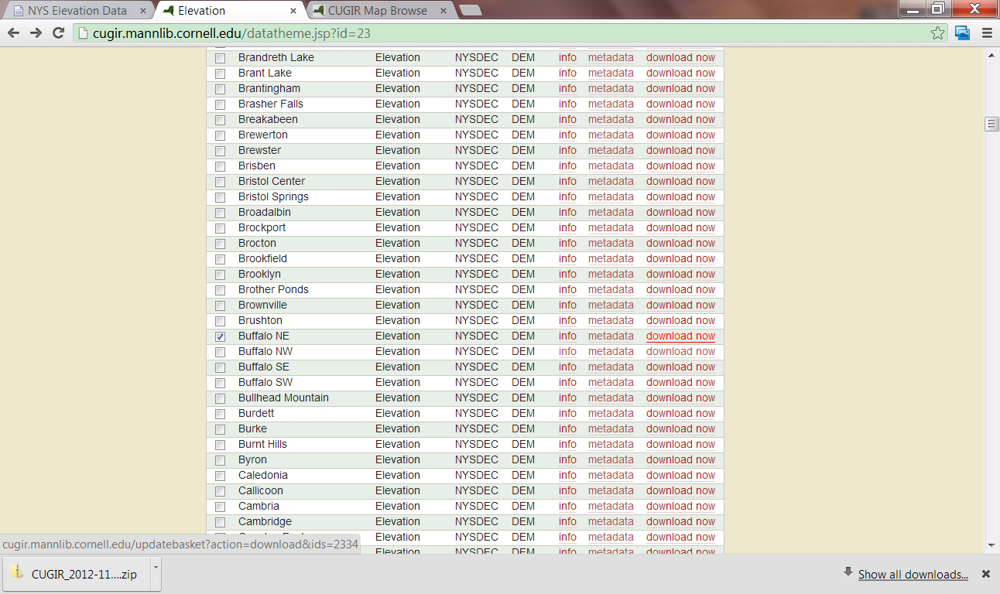 NYS Elevation Data
Elevation
CUGIR Map Browse
cugir.mannlib.cornell.edu/datatheme.jsp?id=23
Brandreth Lake Elevation NYSDEC DEM info metadata download now
Brant Lake Elevation NYSDEC DEM info metadata download now
Brantingham Elevation NYSDEC DEM info metadata download now
Brasher Falls Elevation NYSDEC DEM info metadata download now
Breakabeen Elevation NYSDEC DEM info metadata download now
Brewerton Elevation NYSDEC DEM info metadata download now
Brewster Elevation NYSDEC DEM info metadata download now
Brisben Elevation NYSDEC DEM info metadata download now
Bristol Center Elevation NYSDEC DEM info metadata download now
Bristol Springs Elevation NYSDEC DEM info metadata download now
Broadalbin Elevation NYSDEC DEM info metadata download now
Brockport Elevation NYSDEC DEM info metadata download now
Brocton Elevation NYSDEC DEM info metadata download now
Brookfield Elevation NYSDEC DEM info metadata download now
Brooklyn Elevation NYSDEC DEM info metadata download now
Brother Ponds Elevation NYSDEC DEM info metadata download now
Brownville Elevation NYSDEC DEM info metadata download now
Brushton Elevation NYSDEC DEM info metadata download now
Buffalo NE Elevation NYSDEC DEM info metadata download now
Buffalo NW Elevation NYSDEC DEM info metadata download now
Buffalo SE Elevation NYSDEC DEM info metadata download now
Buffalo SW Elevation NYSDEC DEM info metadata download now
Bullhead Mountain Elevation NYSDEC DEM info metadata download now
Burdett Elevation NYSDEC DEM info metadata download now
Burke Elevation NYSDEC DEM info metadata download now
Burnt Hills Elevation NYSDEC DEM info metadata download now
Byron Elevation NYSDEC DEM info metadata download now
Caledonia Elevation NYSDEC DEM info metadata download now
Callicoon Elevation NYSDEC DEM info metadata download now
Cambria Elevation NYSDEC DEM info metadata download now
Cambridge Elevation NYSDEC DEM info metadata download now
Elevation NYSDEC DEM info metadata download now
cugir.mannlib.cornell.edu/updatebasket?action=download&ids=2334
Elevation NYSDEC DEM info metadata download now
CUGIR_2012-11....zip
Show all downloads...